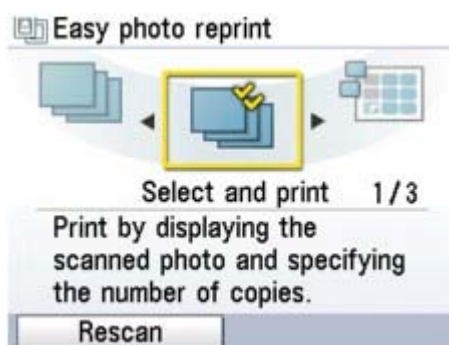 Easy photo reprint
Select and print 1/3
Print by displaying the
scanned photo and specifying
the number of copies.
Rescan